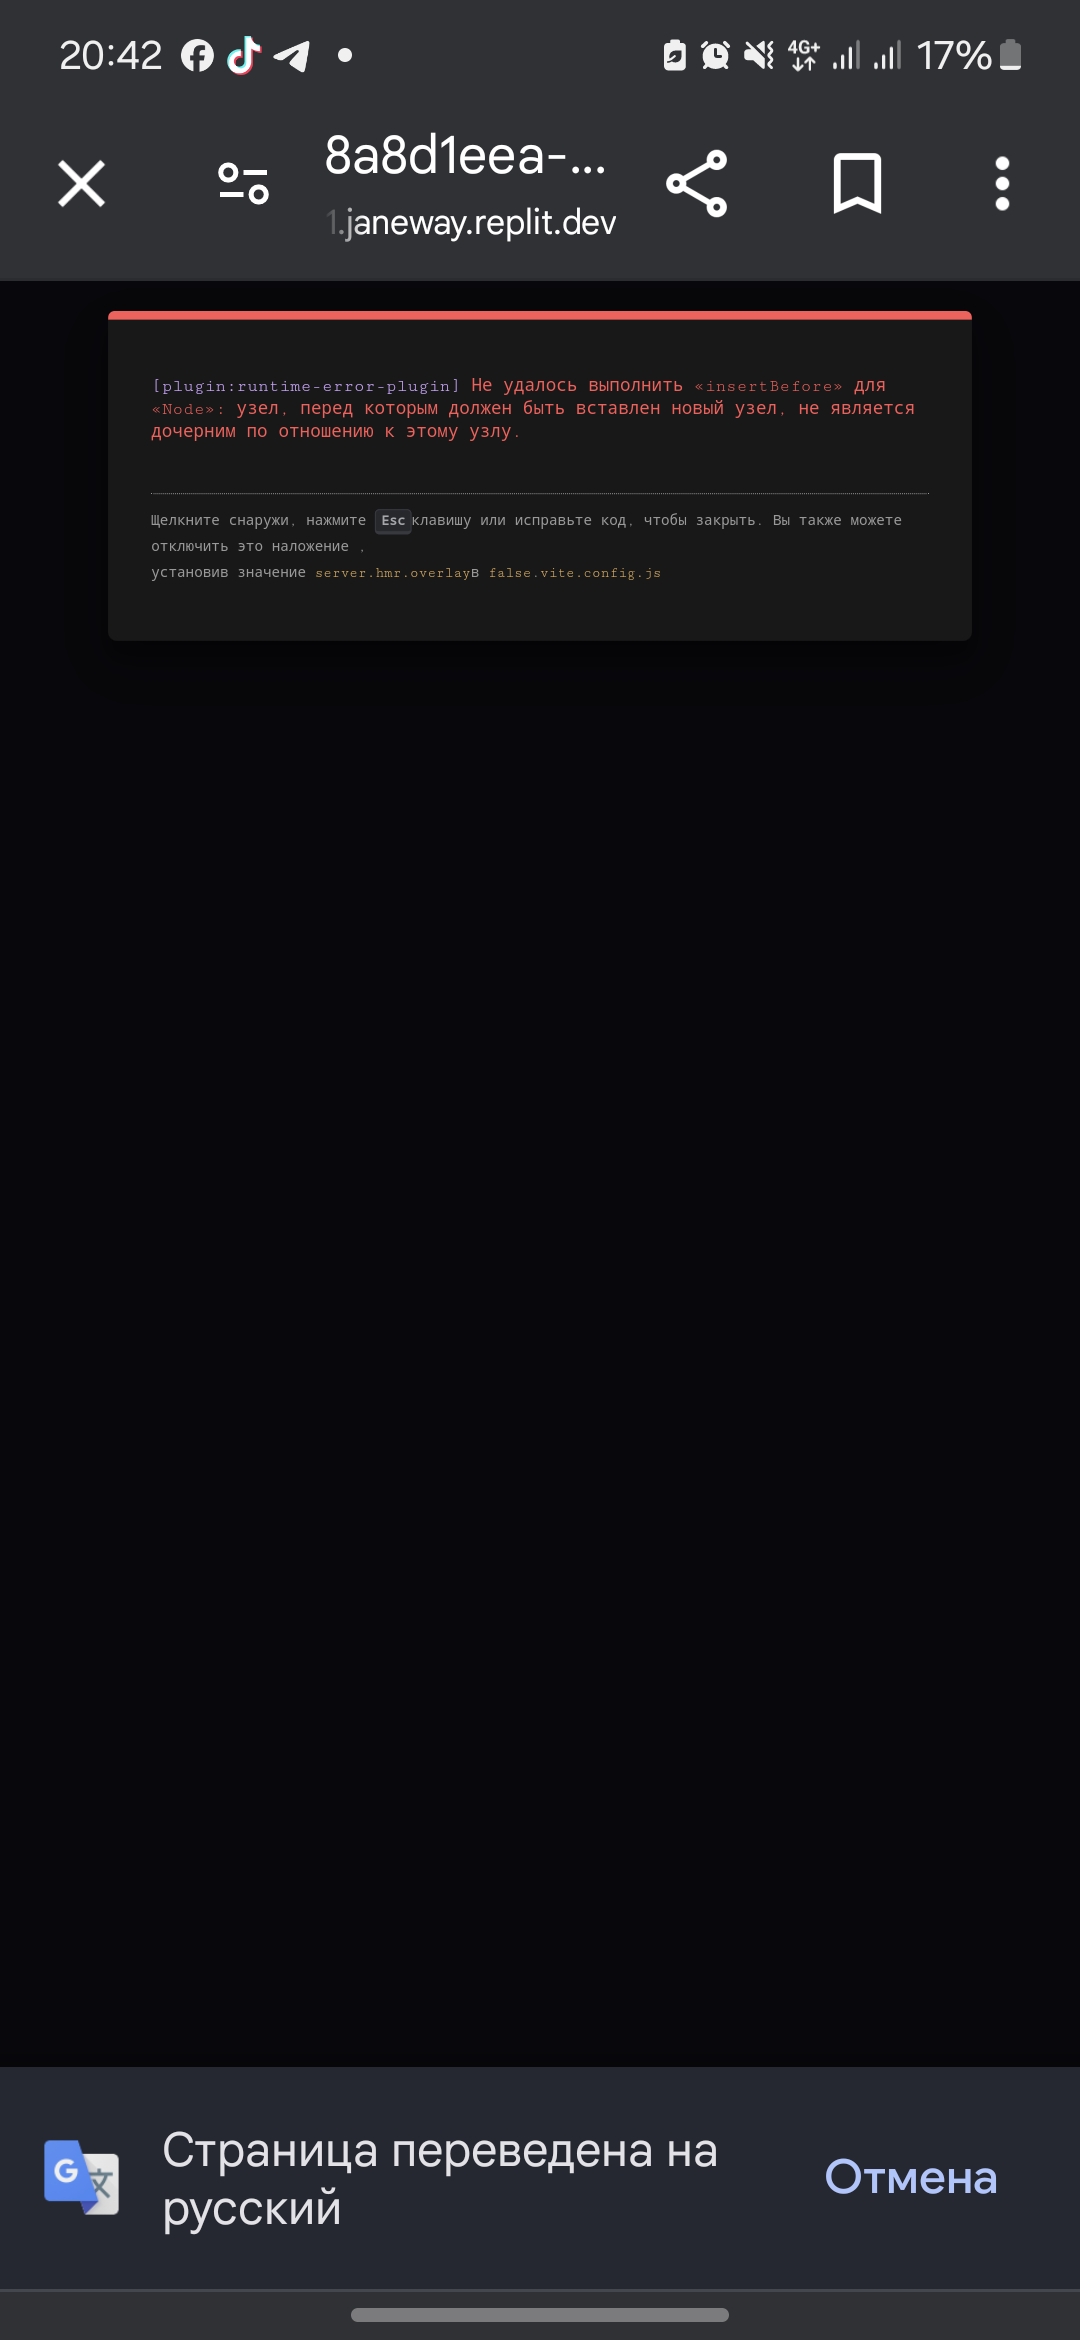 20:42
4G+
17%
8a8d1eea-...
1.janeway.replit.dev
[plugin:runtime-error-plugin] Не удалось выполнить «insertBefore» для
«Node»: узел, перед которым должен быть вставлен новый узел, не является
дочерним по отношению к этому узлу.
Щелкните снаружи, нажмите Esc клавишу или исправьте код, чтобы закрыть. Вы также можете
отключить это наложение ,
установив значение server.hmr.overlayв false.vite.config.js
G 文
Страница переведена на
русский
Отмена